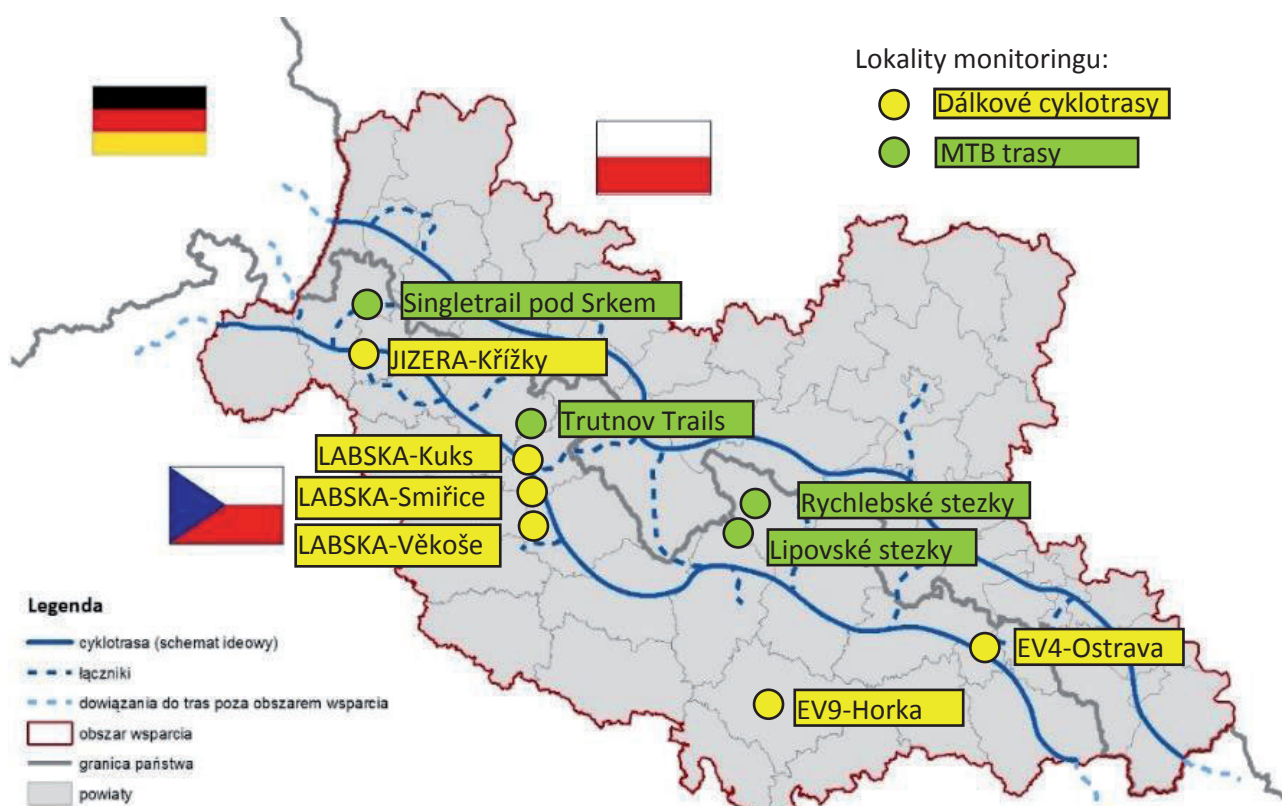 Lokality monitoringu:
Dálkové cyklotrasy
MTB trasy
Singletrail pod Srkem
JIZERA-Křížky
Trutnov Trails
LABSKA-Kuks
LABSKA-Smiřice
LABSKA-Věkoše
Rychlebské stezky
Lipovské stezky
EV4-Ostrava
EV9-Horka
Legenda
cyklotrasa (schemat ideowy)
łączniki
dowiązania do tras poza obszarem wsparcia
obszar wsparcia
granica państwa
powiaty